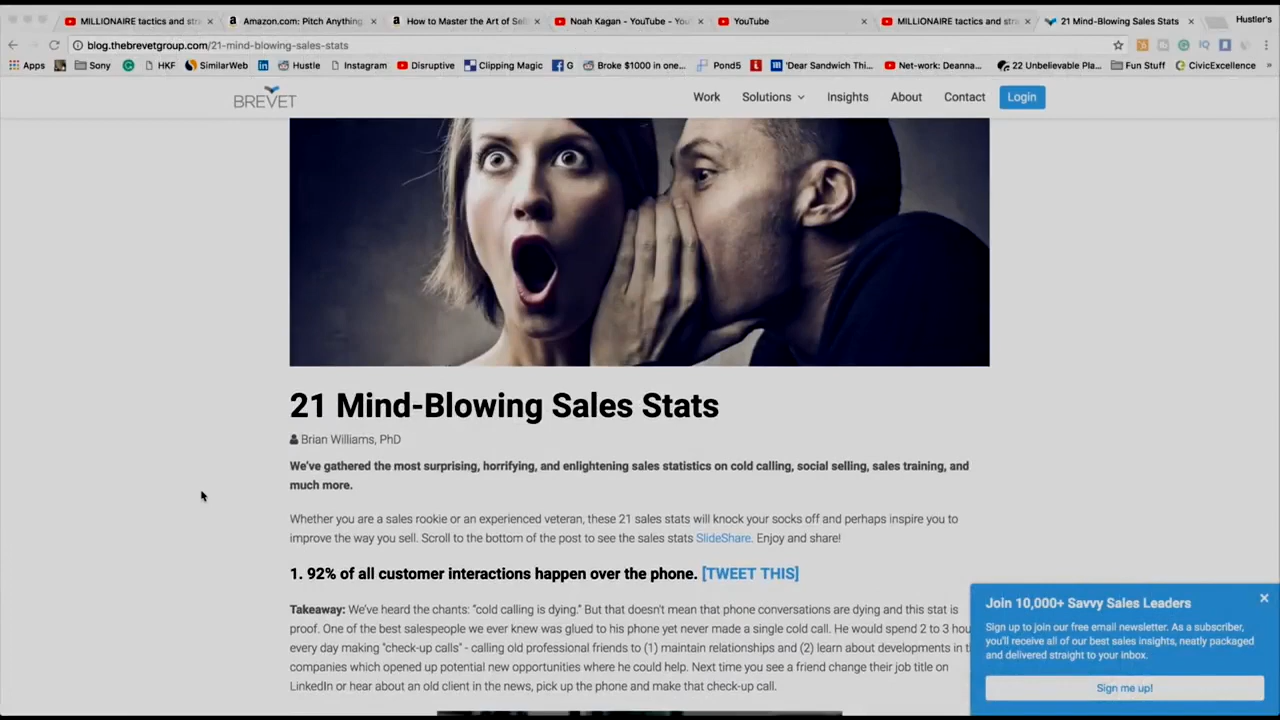 MILLIONAIRE tactics and stra
Amazon.com: Pitch Anything
How to Master the Art of Sel
Noah Kagan - YouTube - Yo
YouTube
MILLIONAIRE tactics and stra
21 Mind-Blowing Sales Stats
Hustler's
blog.thebrevetgroup.com/21-mind-blowing-sales-stats
Apps
Sony
HKF
SimilarWeb
Hustle
Instagram
Disruptive
Clipping Magic
G
Broke $1000 in one...
Pond5
'Dear Sandwich Thi...
Net-work: Deanna...
22 Unbelievable Pla...
Fun Stuff
CivicExcellence
BREVET
Work
Solutions
Insights
About
Contact
Login
21 Mind-Blowing Sales Stats
Brian Williams, PhD
We've gathered the most surprising, horrifying, and enlightening sales statistics on cold calling, social selling, sales training, and
much more.
Whether you are a sales rookie or an experienced veteran, these 21 sales stats will knock your socks off and perhaps inspire you to
improve the way you sell. Scroll to the bottom of the post to see the sales stats SlideShare. Enjoy and share!
1. 92% of all customer interactions happen over the phone. [TWEET THIS]
Takeaway: We've heard the chants: “cold calling is dying.” But that doesn't mean that phone conversations are dying and this stat is
proof. One of the best salespeople we ever knew was glued to his phone yet never made a single cold call. He would spend 2 to 3 hou
every day making “check-up calls” - calling old professional friends to (1) maintain relationships and (2) learn about developments in t
companies which opened up potential new opportunities where he could help. Next time you see a friend change their job title on
LinkedIn or hear about an old client in the news, pick up the phone and make that check-up call.
Join 10,000+ Savvy Sales Leaders
Sign up to join our free email newsletter. As a subscriber,
you'll receive all of our best sales insights, neatly packaged
and delivered straight to your inbox.
Sign me up!